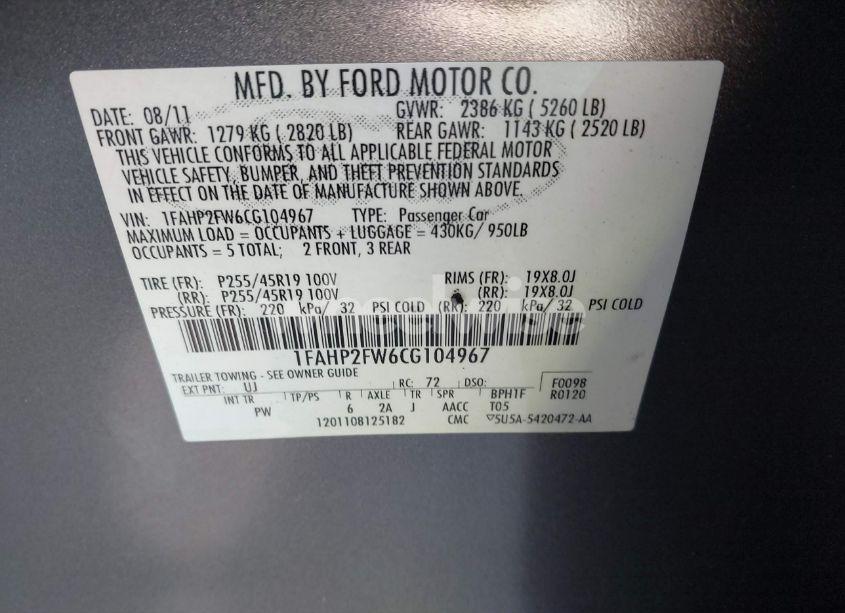 MFD. BY FORD MOTOR CO.
DATE: 08/11 GVWR: 2386 KG ( 5260 LB)
FRONT GAWR: 1279 KG ( 2820 LB) REAR GAWR: 1143 KG ( 2520 LB)
THIS VEHICLE CONFORMS TO ALL APPLICABLE FEDERAL MOTOR
VEHICLE SAFETY, BUMPER, AND THEFT PREVENTION STANDARDS
IN EFFECT ON THE DATE OF MANUFACTURE SHOWN ABOVE.
VIN: 1FAHP2FW6CG104967 TYPE: Passenger Car
MAXIMUM LOAD = OCCUPANTS + LUGGAGE = 430KG/ 950LB
OCCUPANTS = 5 TOTAL; 2 FRONT, 3 REAR
TIRE (FR): P255/45R19 100V RIMS (FR): 19X8.0J
(RR): P255/45R19 100V (RR): 19X8.0J
PRESSURE (FR): 220 kPa/ 32 PSI COLD (RR): 220 kPa/ 32 PSI COLD
1FAHP2FW6CG104967
TRAILER TOWING - SEE OWNER GUIDE
EXT PNT: UJ RC: 72 DSO: F0098
INT TR TP/PS R AXLE TR SPR BPH1F R0120
PW 6 2A J AACC T05
1201108125182 CMC 5U5A-5420472-AA